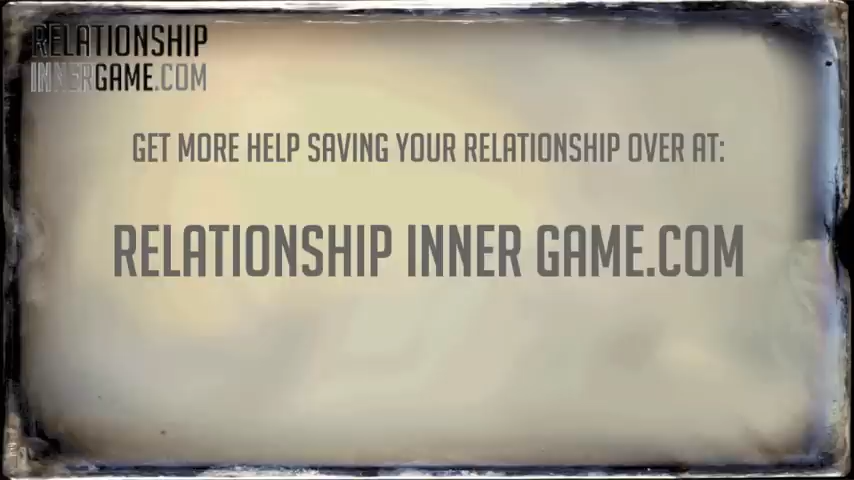 RELATIONSHIP
INNERGAME.COM
GET MORE HELP SAVING YOUR RELATIONSHIP OVER AT:
RELATIONSHIP INNER GAME.COM